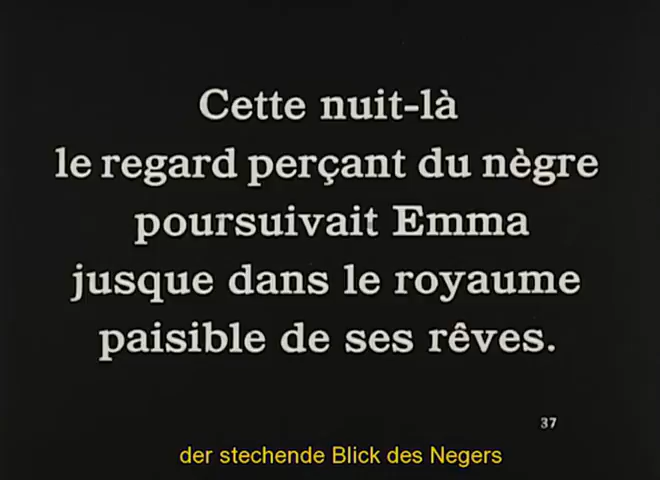 Cette nuit-là
le regard perçant du nègre
poursuivait Emma
jusque dans le royaume
paisible de ses rêves.
37
der stechende Blick des Negers